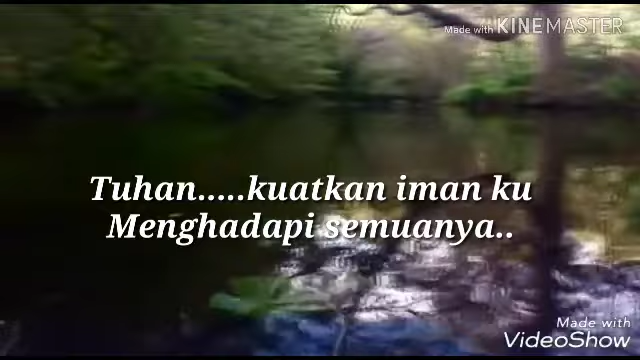 Made with KINEMASTER
Tuhan.....kuatkan iman ku
Menghadapi semuanya..
Made with
VideoShow